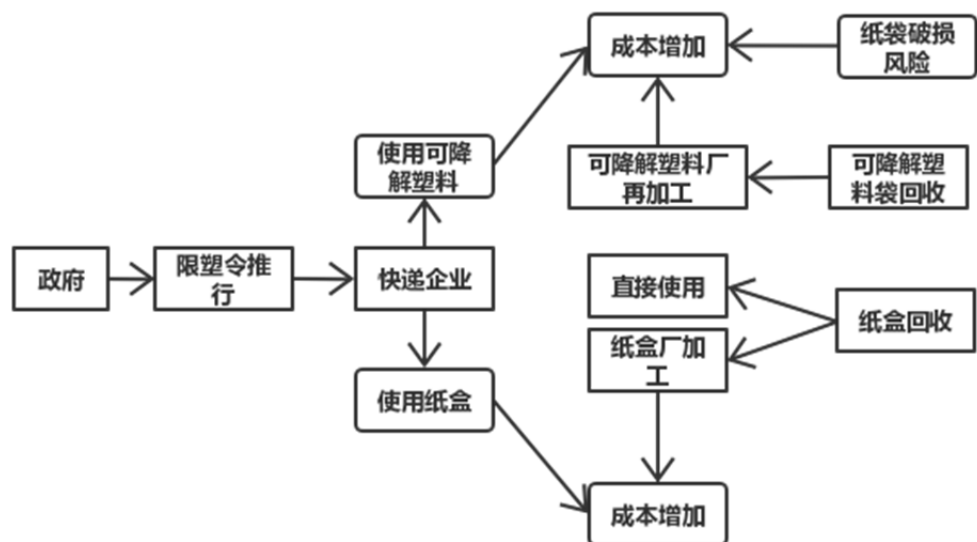 成本增加
纸袋破损
风险
使用可降
解塑料
可降解塑料厂
再加工
可降解塑
料袋回收
政府
限塑令推
行
快递企业
直接使用
纸盒回收
纸盒厂加
工
使用纸盒
成本增加